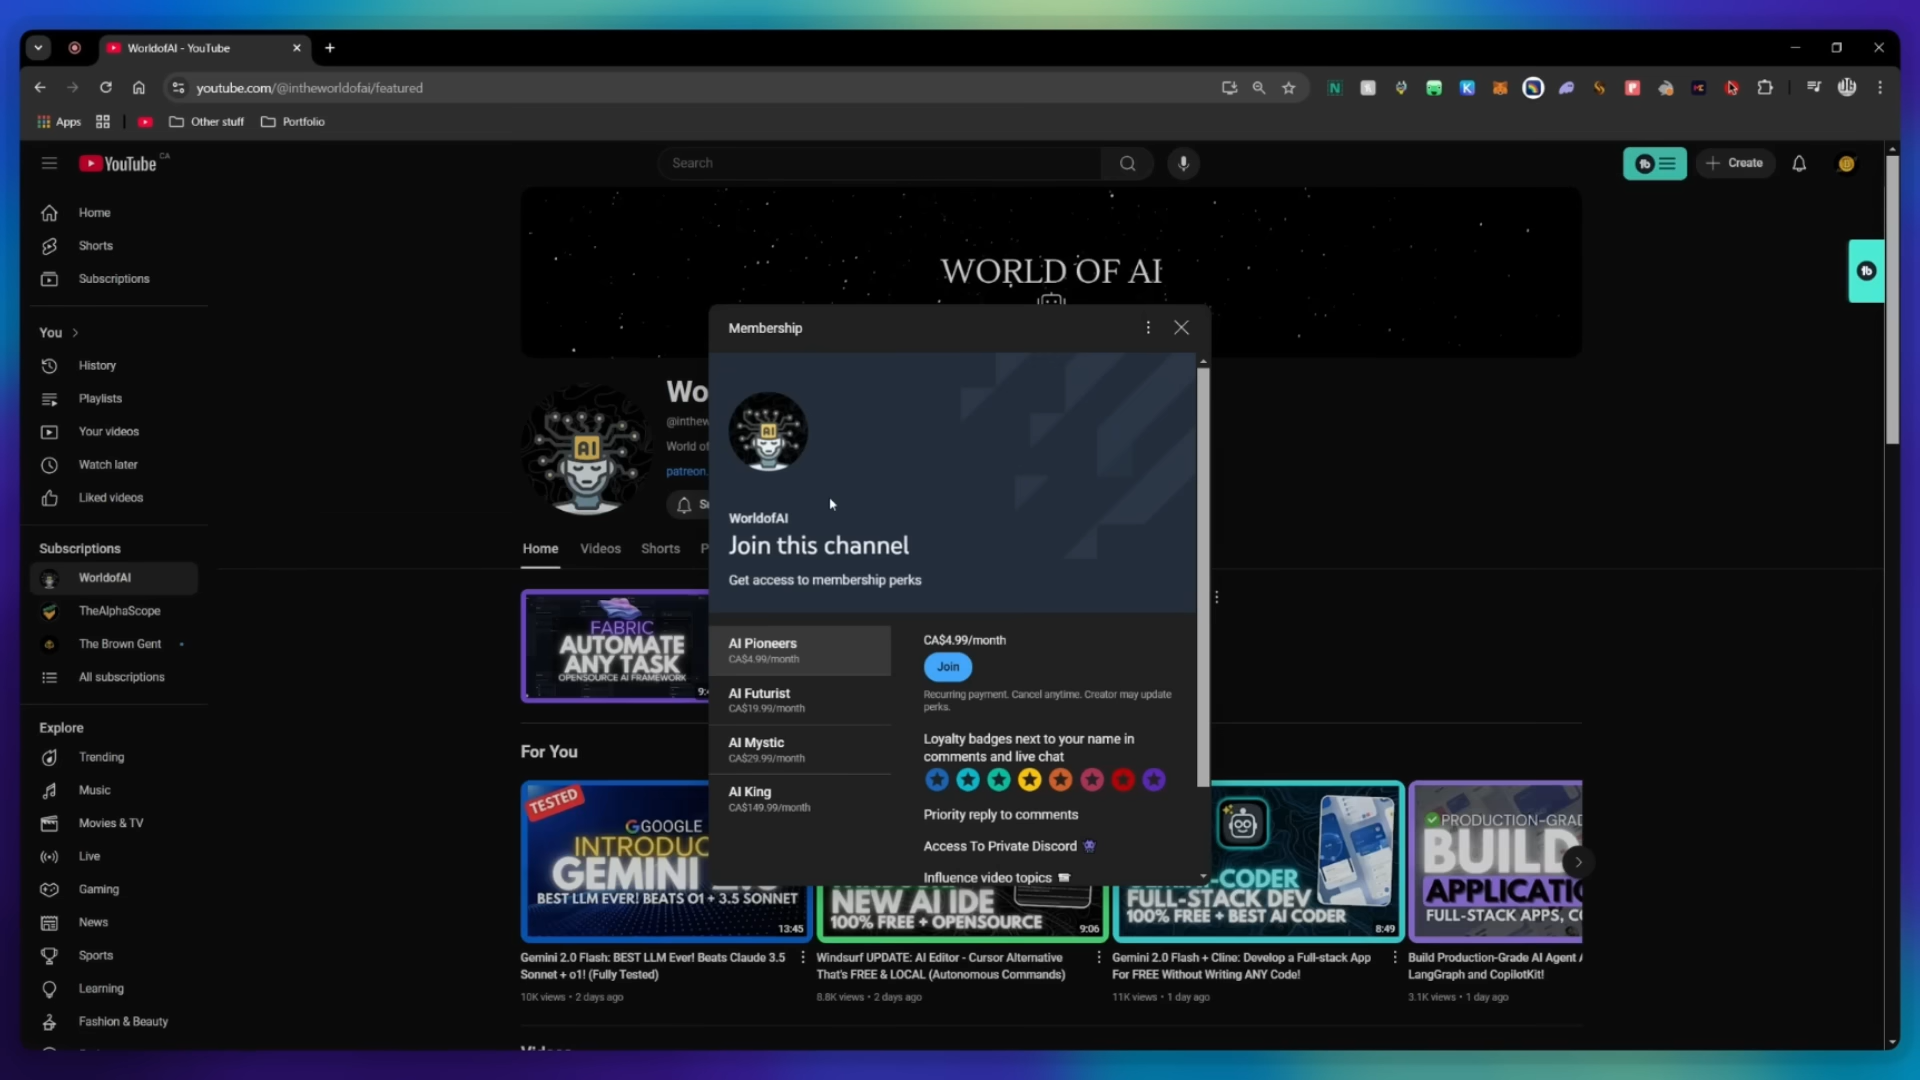 WorldofAI - YouTube
youtube.com/@intheworldofai/featured
Apps
Other stuff
Portfolio
YouTube CA
Search
Create
Home
Shorts
Subscriptions
You
History
Playlists
Your videos
Watch later
Liked videos
Subscriptions
WorldofAI
TheAlphaScope
The Brown Gent
All subscriptions
Explore
Trending
Music
Movies & TV
Live
Gaming
News
Sports
Learning
Fashion & Beauty
WORLD OF AI
AI
Wo
@inthew
World of
patreon.
Home
Videos
Shorts
P
Membership
AI
WorldofAI
Join this channel
Get access to membership perks
AI Pioneers
CA$4.99/month
AI Futurist
CA$19.99/month
AI Mystic
CA$29.99/month
AI King
CA$149.99/month
CA$4.99/month
Join
Recurring payment. Cancel anytime. Creator may update
perks.
Loyalty badges next to your name in
comments and live chat
Priority reply to comments
Access To Private Discord
Influence video topics
FABRIC
AUTOMATE
ANY TASK
OPENSOURCE AI FRAMEWORK
For You
TESTED
GOOGLE
INTRODUC
GEMINI
BEST LLM EVER! BEATS O1 + 3.5 SONNET
13:45
Gemini 2.0 Flash: BEST LLM Ever! Beats Claude 3.5
Sonnet + o1! (Fully Tested)
10K views • 2 days ago
NEW AI IDE
100% FREE + OPENSOURCE
9:06
Windsurf UPDATE: AI Editor - Cursor Alternative
That's FREE & LOCAL (Autonomous Commands)
8.8K views • 2 days ago
-CODER
FULL-STACK DEV
100% FREE + BEST AI CODER
8:49
Gemini 2.0 Flash + Cline: Develop a Full-stack App
For FREE Without Writing ANY Code!
11K views • 1 day ago
PRODUCTION-GRAD
BUILD
APPLICATIO
FULL-STACK APPS, C
Build Production-Grade AI Agent
LangGraph and CopilotKit!
3.1K views • 1 day ago